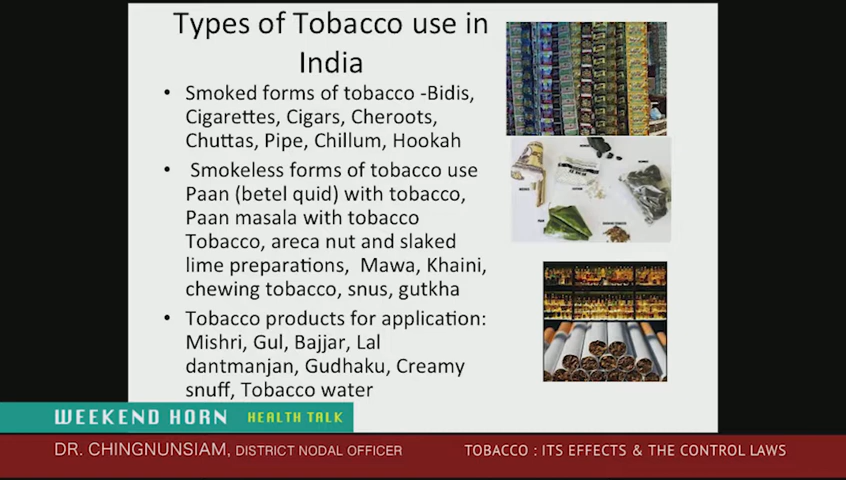 Types of Tobacco use in
India
• Smoked forms of tobacco -Bidis,
Cigarettes, Cigars, Cheroots,
Chuttas, Pipe, Chillum, Hookah
• Smokeless forms of tobacco use
Paan (betel quid) with tobacco,
Paan masala with tobacco
Tobacco, areca nut and slaked
lime preparations, Mawa, Khaini,
chewing tobacco, snus, gutkha
• Tobacco products for application:
Mishri, Gul, Bajjar, Lal
dantmanjan, Gudhaku, Creamy
snuff, Tobacco water
WEEKEND HORN HEALTH TALK
DR. CHINGNUNSIAM, DISTRICT NODAL OFFICER
TOBACCO : ITS EFFECTS & THE CONTROL LAWS